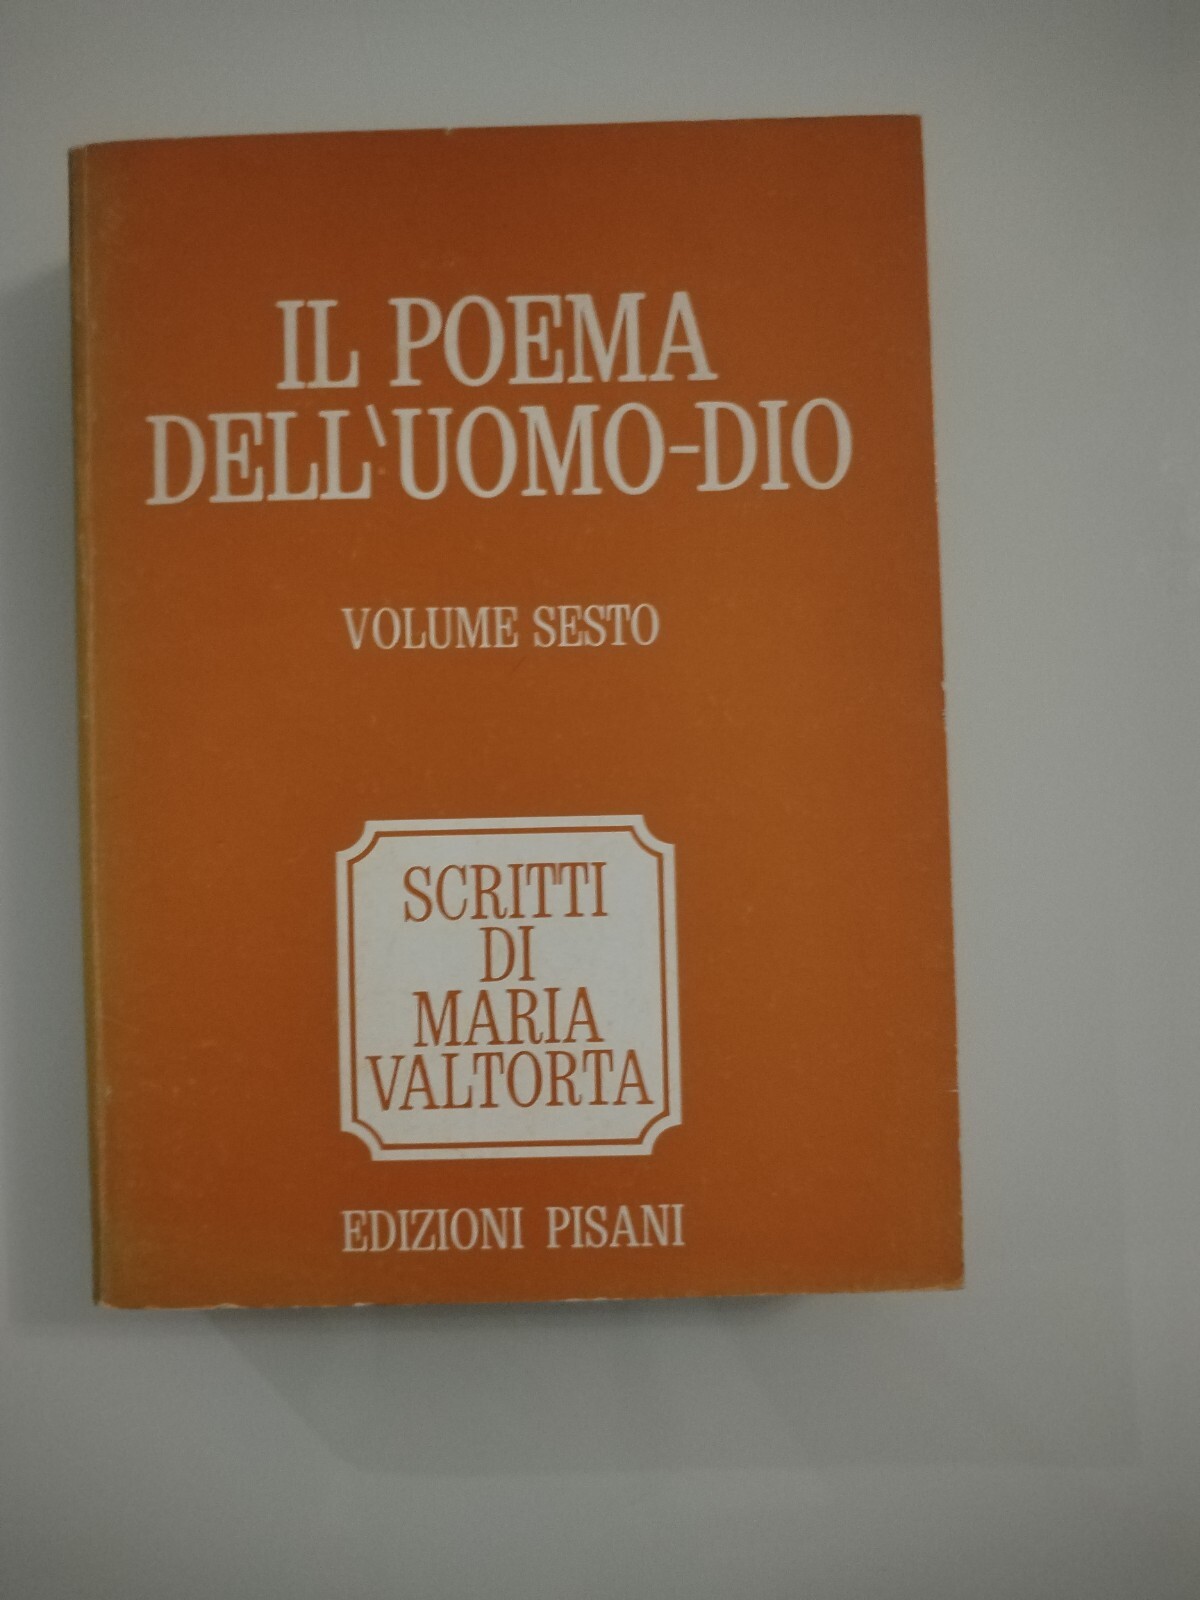 IL POEMA
DELL'UOMO-DIO
VOLUME SESTO
SCRITTI
DI
MARIA
VALTORTA
EDIZIONI PISANI